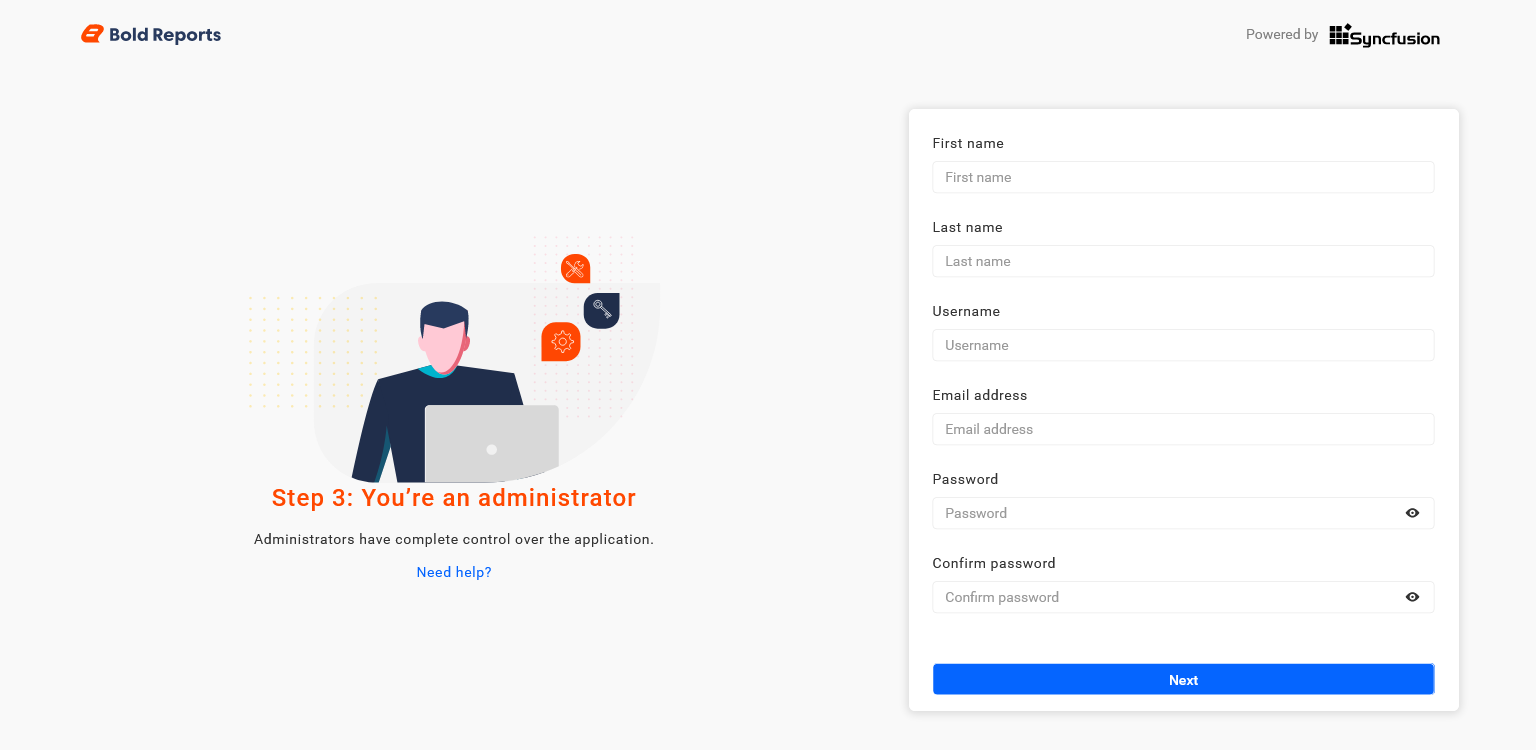 Bold Reports
Powered by Syncfusion
Step 3: You’re an administrator
Administrators have complete control over the application.
Need help?
First name
First name
Last name
Last name
Username
Username
Email address
Email address
Password
Password
Confirm password
Confirm password
Next